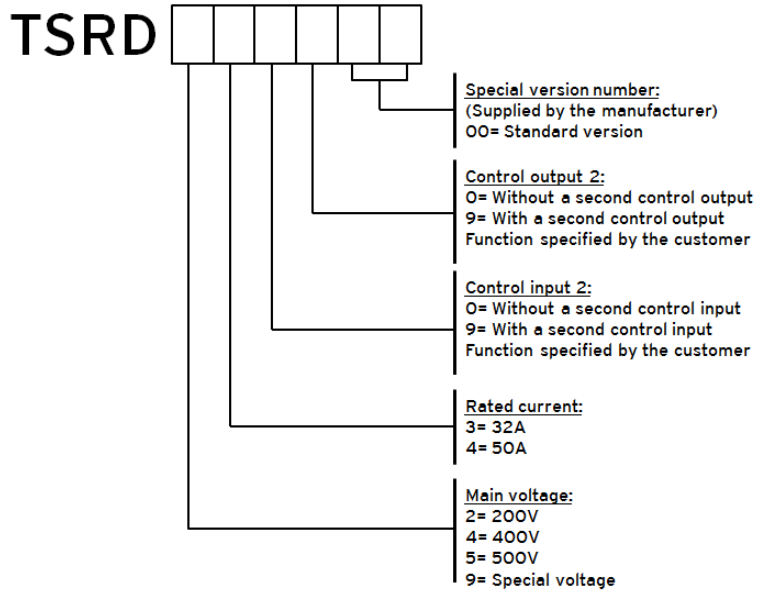 TSRD
Special version number:
(Supplied by the manufacturer)
00= Standard version
Control output 2:
0= Without a second control output
9= With a second control output
Function specified by the customer
Control input 2:
0= Without a second control input
9= With a second control input
Function specified by the customer
Rated current:
3= 32A
4= 50A
Main voltage:
2= 200V
4= 400V
5= 500V
9= Special voltage